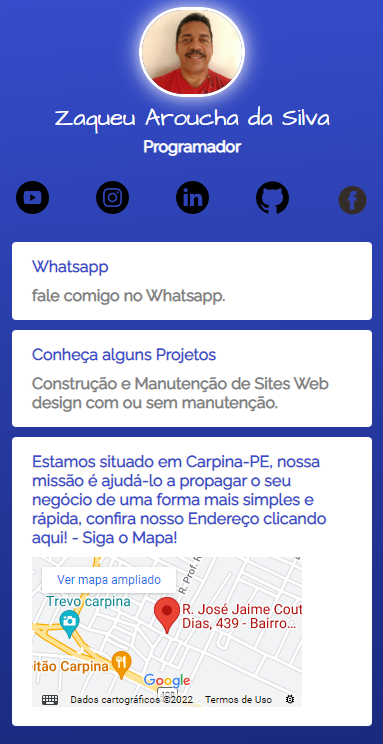 Zaqueu Aroucha da Silva
Programador
Whatsapp
fale comigo no Whatsapp.
Conheça alguns Projetos
Construção e Manutenção de Sites Web
design com ou sem manutenção.
Estamos situado em Carpina-PE, nossa
missão é ajudá-lo a propagar o seu
negócio de uma forma mais simples e
rápida, confira nosso Endereço clicando
aqui! - Siga o Mapa!
R. Prof. R
Ver mapa ampliado
Trevo carpina
R. José Jaime Cout
Dias, 439 - Bairro...
eitão Carpina
Google
Dados cartográficos ©2022 Termos de Uso